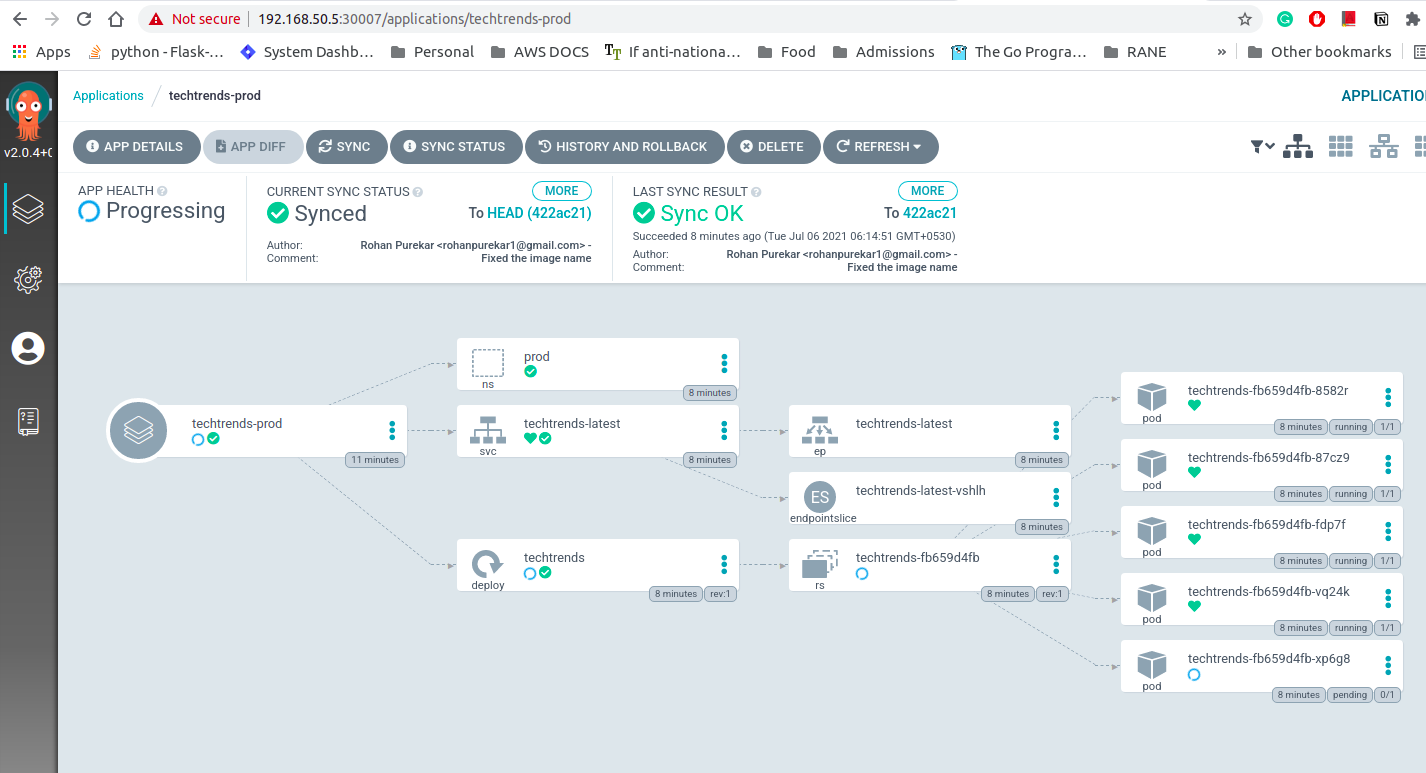 Not secure 192.168.50.5:30007/applications/techtrends-prod
Apps python - Flask-… System Dashb… Personal AWS DOCS If anti-nationa… Food Admissions The Go Progra… RANE » Other bookmarks
v2.0.4+0
Applications / techtrends-prod
APPLICATIO
APP DETAILS APP DIFF SYNC SYNC STATUS HISTORY AND ROLLBACK DELETE REFRESH
APP HEALTH
Progressing
CURRENT SYNC STATUS MORE
Synced To HEAD (422ac21)
Author: Rohan Purekar <rohanpurekar1@gmail.com> -
Comment: Fixed the image name
LAST SYNC RESULT MORE
Sync OK To 422ac21
Succeeded 8 minutes ago (Tue Jul 06 2021 06:14:51 GMT+0530)
Author: Rohan Purekar <rohanpurekar1@gmail.com> -
Comment: Fixed the image name
techtrends-prod
11 minutes
prod
ns
8 minutes
techtrends-latest
svc
8 minutes
techtrends
deploy
8 minutes rev:1
techtrends-latest
ep
8 minutes
ES
techtrends-latest-vshlh
endpointslice
8 minutes
techtrends-fb659d4fb
rs
8 minutes rev:1
techtrends-fb659d4fb-8582r
pod
8 minutes running 1/1
techtrends-fb659d4fb-87cz9
pod
8 minutes running 1/1
techtrends-fb659d4fb-fdp7f
pod
8 minutes running 1/1
techtrends-fb659d4fb-vq24k
pod
8 minutes running 1/1
techtrends-fb659d4fb-xp6g8
pod
8 minutes pending 0/1